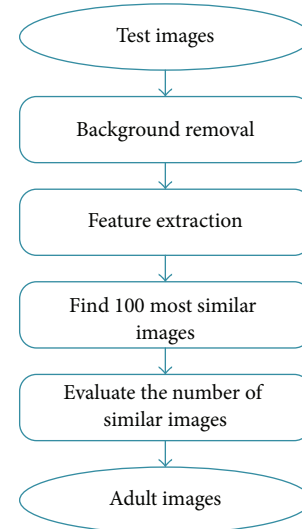 Test images
Background removal
Feature extraction
Find 100 most similar
images
Evaluate the number of
similar images
Adult images